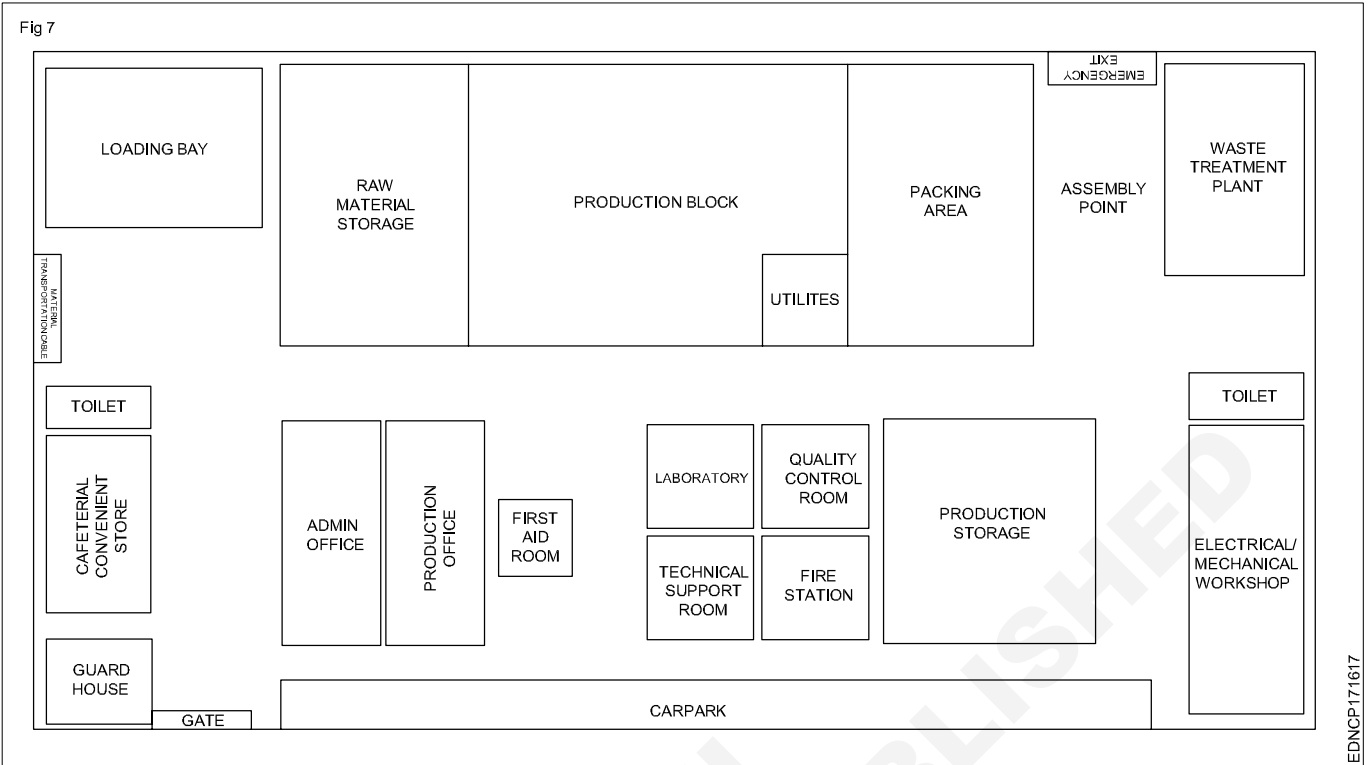 Fig 7
EMERGENCY
EXIT
LOADING BAY
RAW
MATERIAL
STORAGE
PRODUCTION BLOCK
PACKING
AREA
ASSEMBLY
POINT
WASTE
TREATMENT
PLANT
MATERIAL
TRANSPORTATIONCABLE
UTILITES
TOILET
TOILET
CAFETERIAL
CONVENIENT
STORE
ADMIN
OFFICE
PRODUCTION
OFFICE
FIRST
AID
ROOM
LABORATORY
QUALITY
CONTROL
ROOM
PRODUCTION
STORAGE
TECHNICAL
SUPPORT
ROOM
FIRE
STATION
ELECTRICAL/
MECHANICAL
WORKSHOP
GUARD
HOUSE
GATE
CARPARK
EDNCP171617